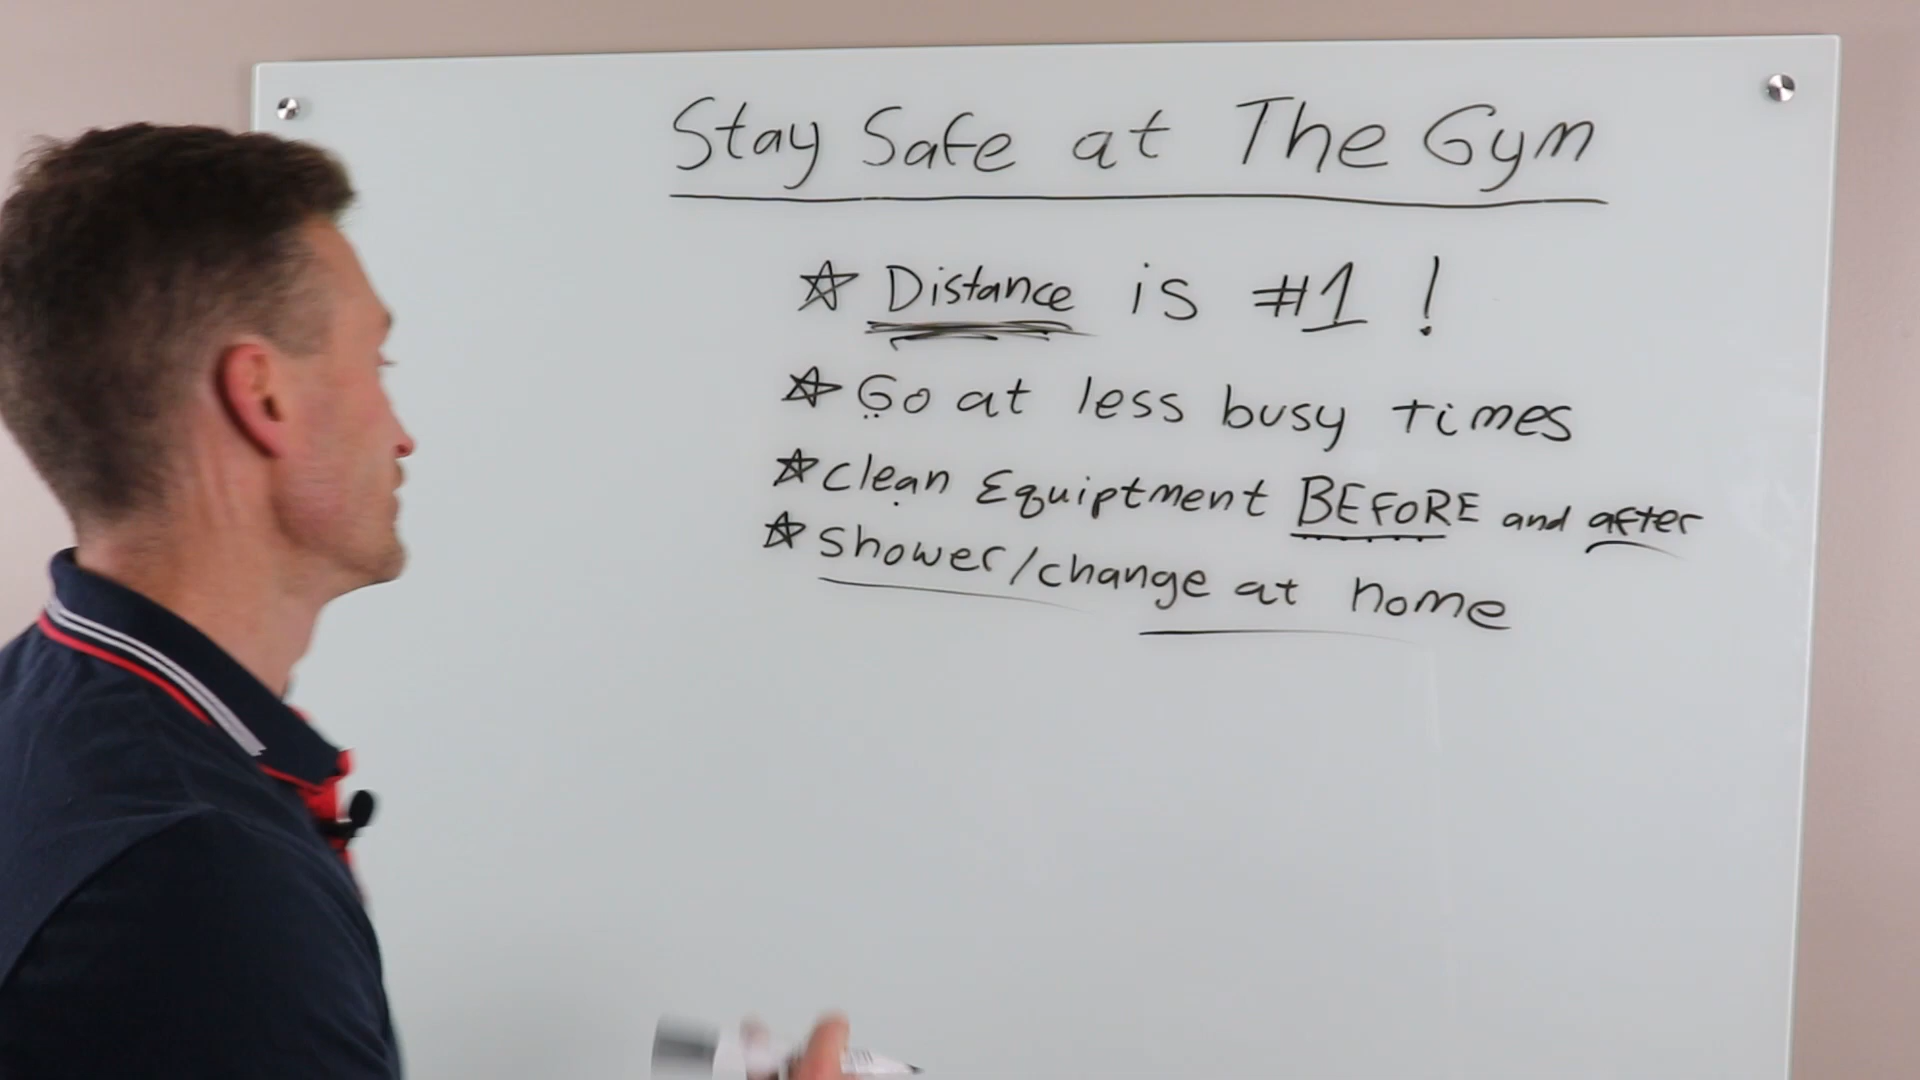 Stay Safe at The Gym
☆ Distance is #1 !
☆ Go at less busy times
☆ Clean Equiptment BEFORE and after
☆ Shower/change at home